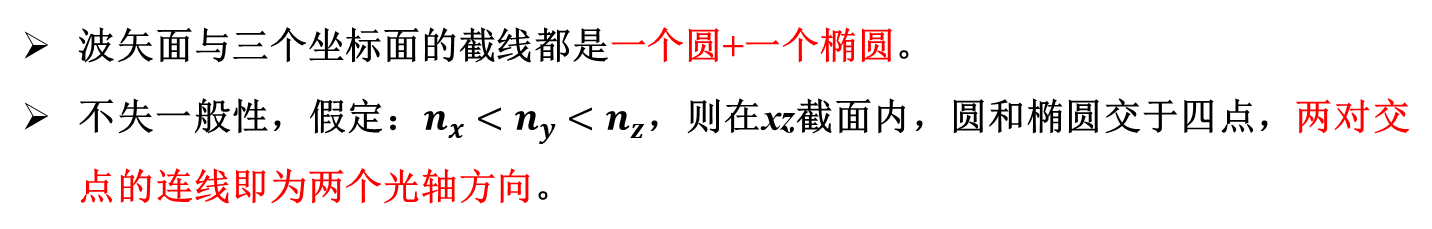 ➢ 波矢面与三个坐标面的截线都是一个圆+一个椭圆。
➢ 不失一般性，假定：n_x < n_y < n_z，则在xz截面内，圆和椭圆交于四点，两对交
点的连线即为两个光轴方向。